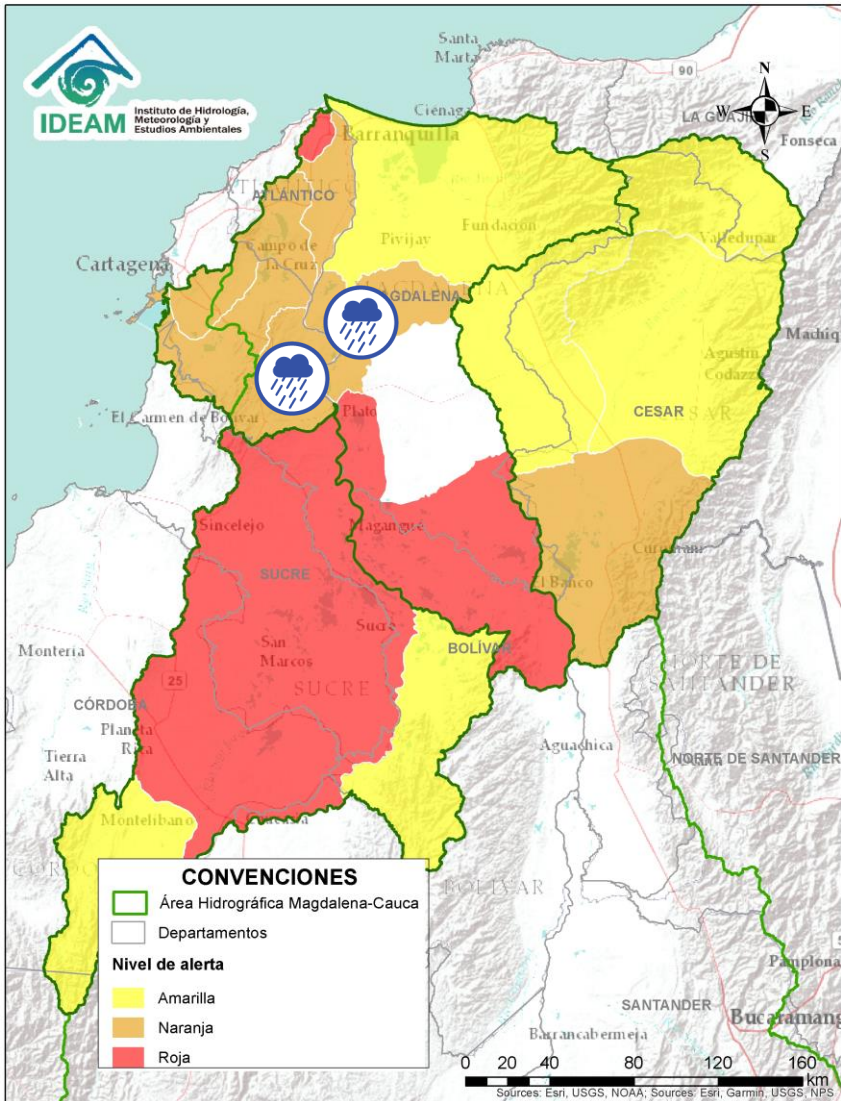 IDEAM
Instituto de Hidrología,
Meteorología y
Estudios Ambientales
Santa
Marta
90
N
W
E
S
LA GUAJI
Fonseca
Ciénaga
Barranquilla
ATLÁNTICO
Fundación
Pivijay
Valledupar
Campo de
la Cruz
Cartagena
AGDALENA
Machiq
Agustín
Codazzi
El Carmen de Bolívar
Plato
CESAR
Sincelejo
Magangué
SUCRE
El Banco
Sucre
BOLÍVAR
Montería
San
Marcos
SUCRE
NORTE DE
SANTANDER
25
CÓRDOBA
Planeta
Rica
Tierra
Alta
Aguachica
NORTE DE SANTANDER
Montelíbano
Caucasia
BOLÍVAR
CONVENCIONES
Área Hidrográfica Magdalena-Cauca
Departamentos
Nivel de alerta
Amarilla
Naranja
Roja
Pamplona
SANTANDER
Bucaramang
Barrancabermeja
0 20 40 80 120 160
km
Sources: Esri, USGS, NOAA; Sources: Esri, Garmin, USGS, NPS